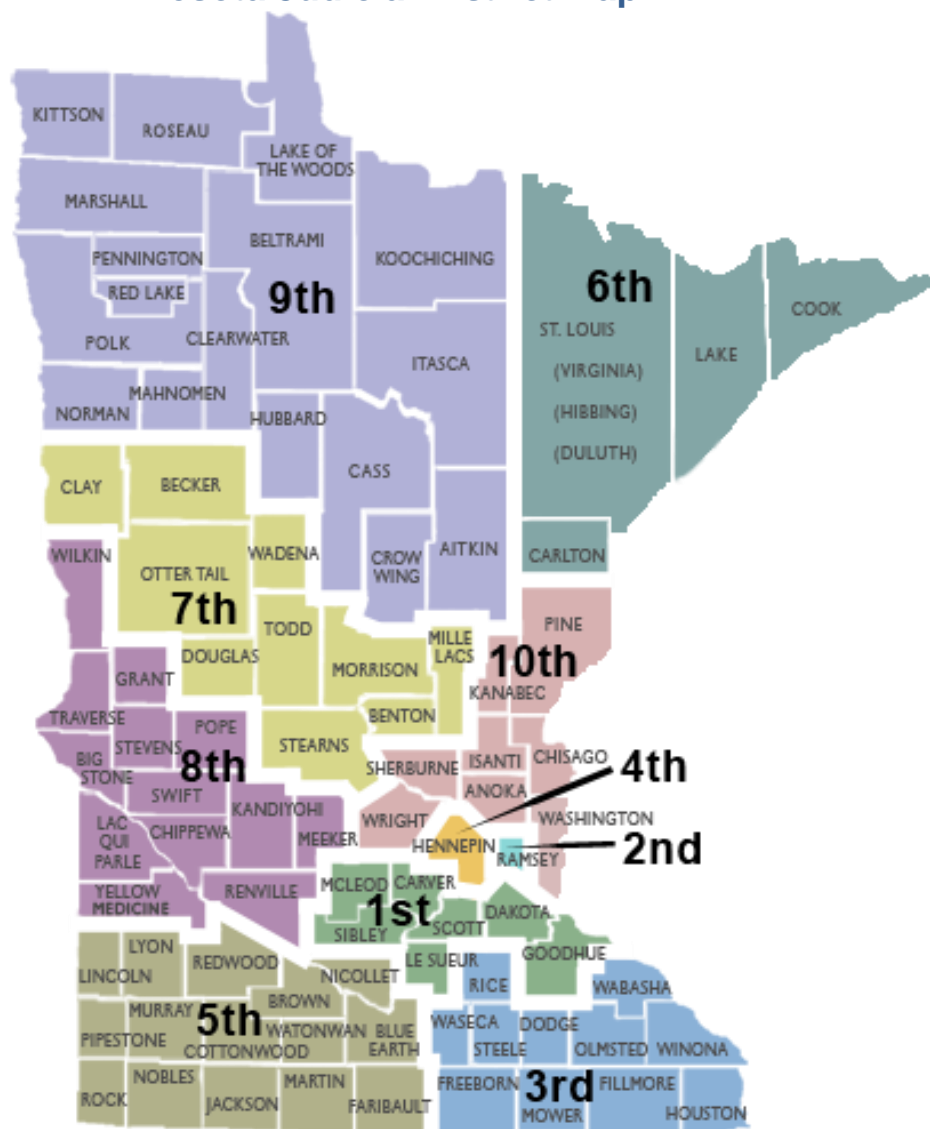 KITTSON
ROSEAU
LAKE OF
THE WOODS
MARSHALL
BELTRAMI
KOOCHICHING
PENNINGTON
RED LAKE
9th
6th
POLK
CLEARWATER
ITASCA
ST. LOUIS
LAKE
COOK
(VIRGINIA)
(HIBBING)
(DULUTH)
NORMAN
MAHNOMEN
HUBBARD
CASS
CLAY
BECKER
WILKIN
OTTER TAIL
WADENA
CROW
WING
AITKIN
CARLTON
7th
TODD
DOUGLAS
MORRISON
MILLE
LACS
PINE
10th
KANABEC
GRANT
TRAVERSE
STEVENS
POPE
BENTON
STEARNS
BIG
STONE
8th
SHERBURNE
ISANTI
CHISAGO
4th
SWIFT
ANOKA
KANDIYOHI
LAC
QUI
PARLE
CHIPPEWA
MEEKER
WRIGHT
WASHINGTON
HENNEPIN
RAMSEY
2nd
YELLOW
MEDICINE
RENVILLE
MCLEOD
CARVER
1st
SIBLEY
SCOTT
DAKOTA
LYON
LINCOLN
REDWOOD
NICOLLET
LE SUEUR
GOODHUE
RICE
WABASHA
MURRAY
BROWN
5th
PIPESTONE
COTTONWOOD
WATONWAN
BLUE
EARTH
WASECA
DODGE
STEELE
OLMSTED
WINONA
ROCK
NOBLES
JACKSON
MARTIN
FARIBAULT
FREEBORN
3rd
MOWER
FILLMORE
HOUSTON